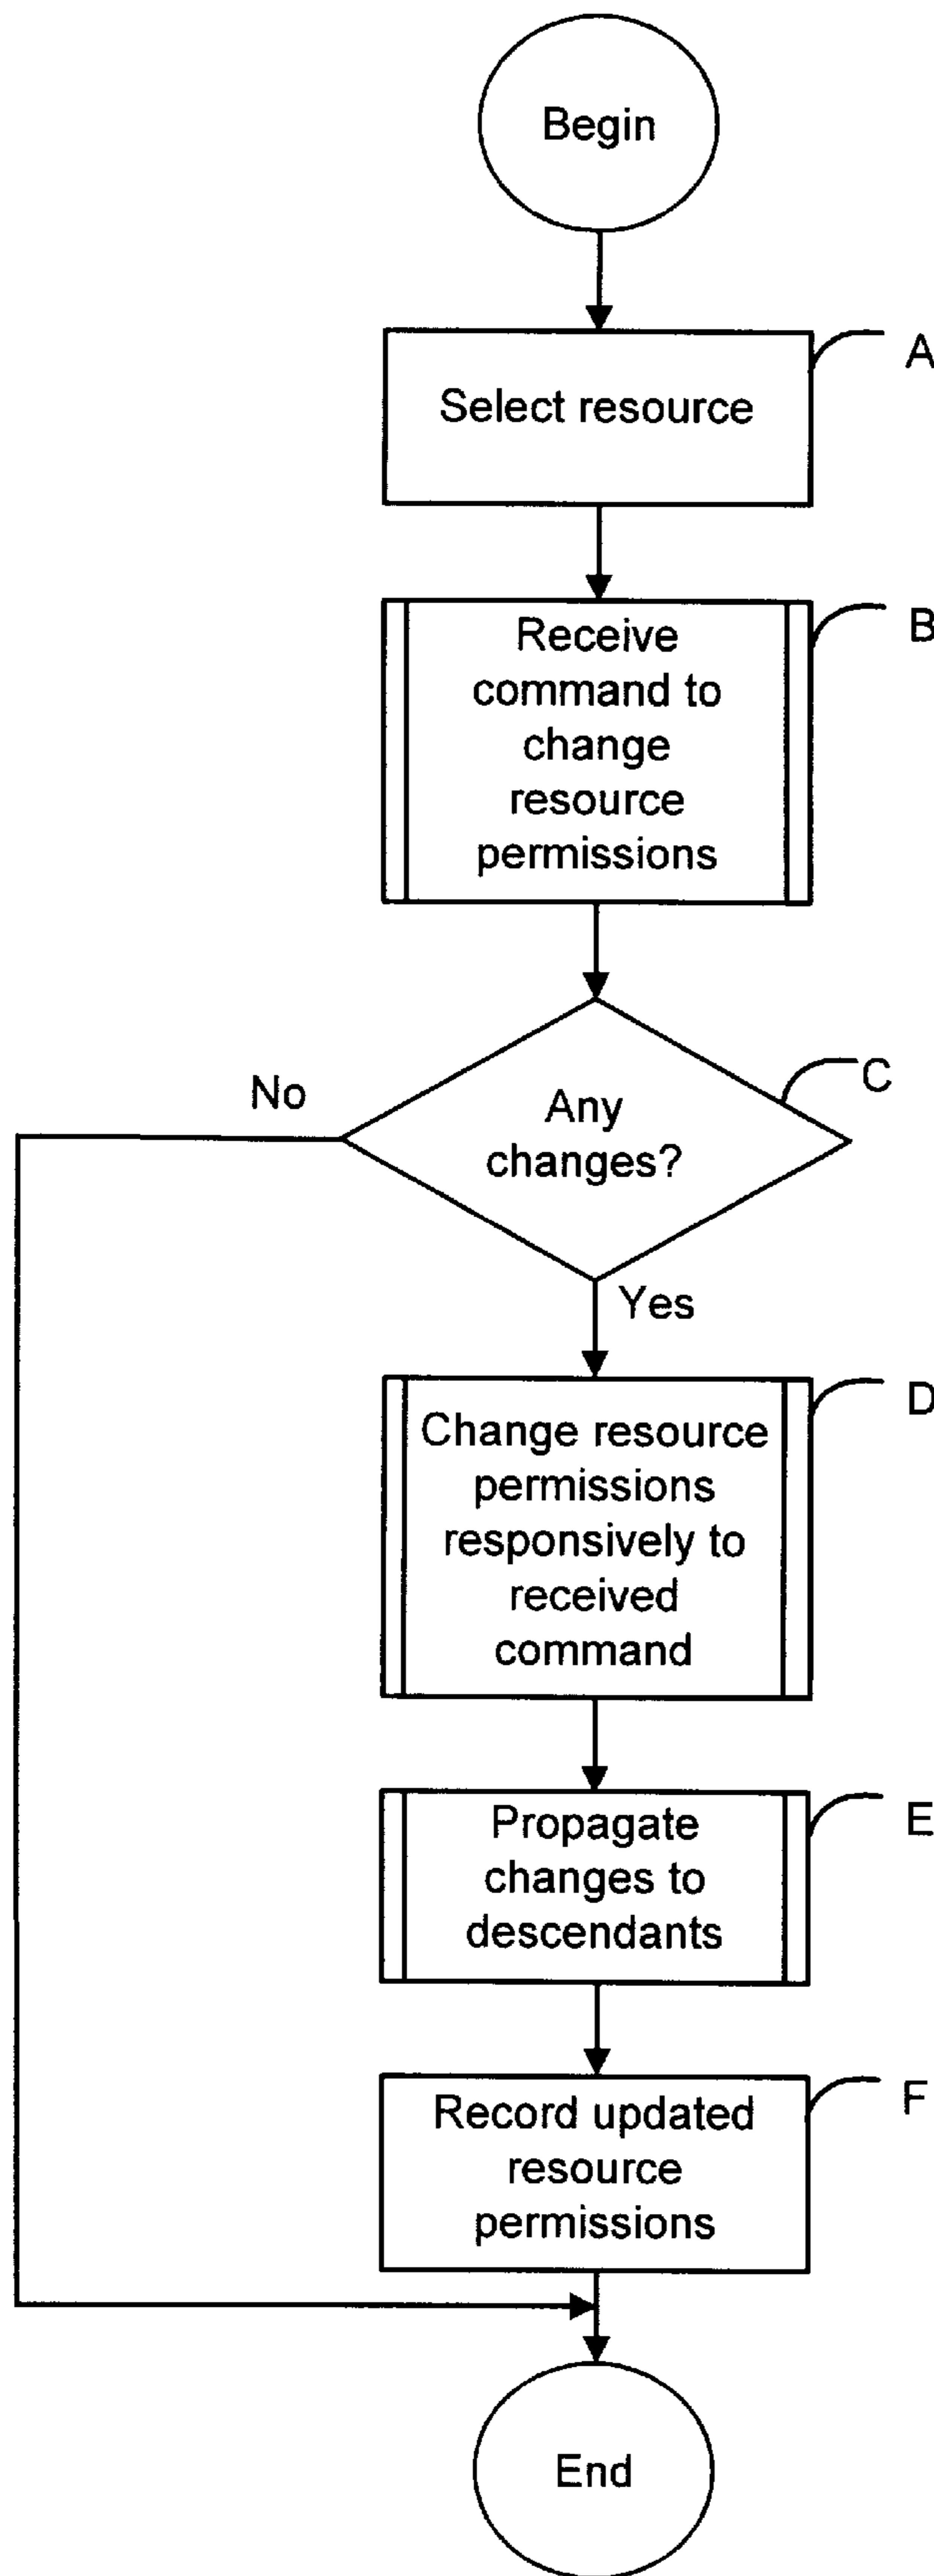 Begin
A
Select resource
B
Receive
command to
change
resource
permissions
C
No
Any
changes?
Yes
D
Change resource
permissions
responsively to
received
command
E
Propagate
changes to
descendants
F
Record updated
resource
permissions
End